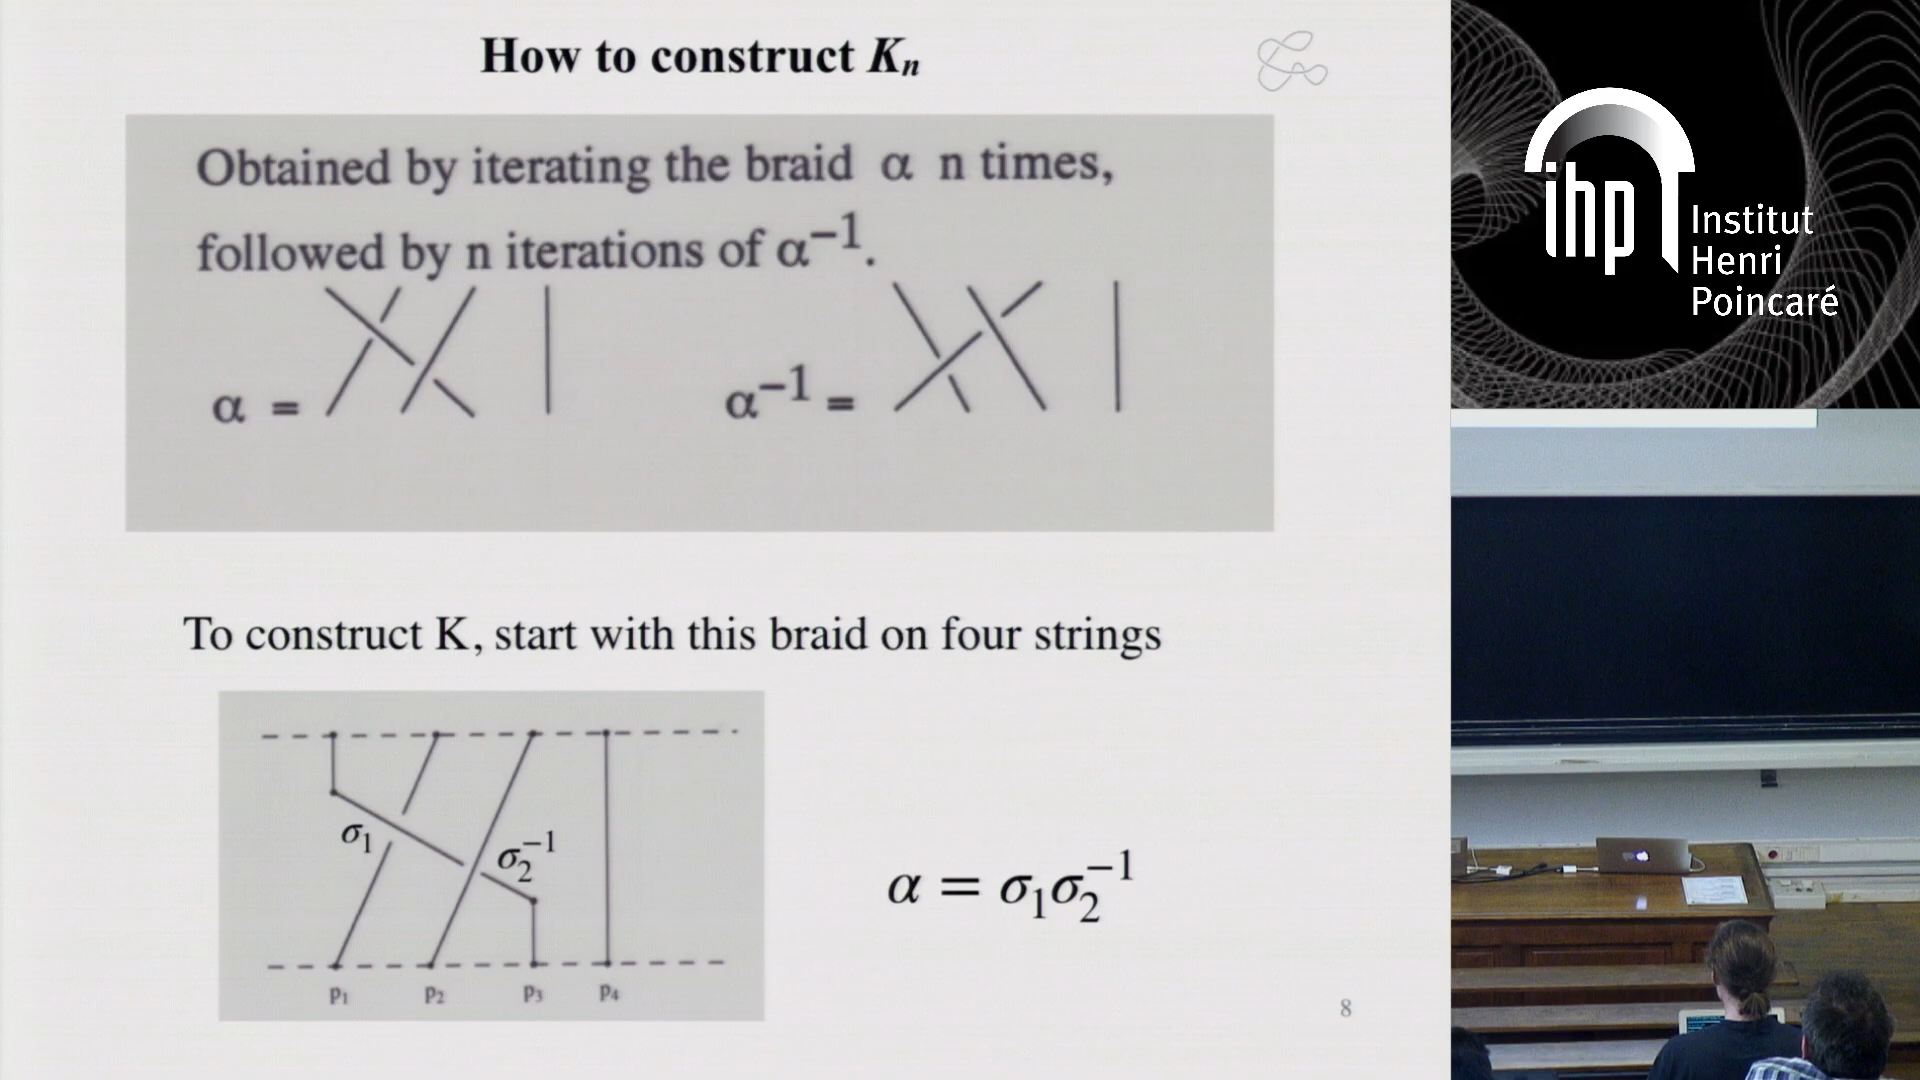 How to construct Kₙ
Obtained by iterating the braid α n times,
followed by n iterations of α⁻¹.
α =
α⁻¹ =
To construct K, start with this braid on four strings
σ₁
σ₂⁻¹
α = σ₁σ₂⁻¹
p₁ p₂ p₃ p₄
8
ihp
Institut
Henri
Poincaré